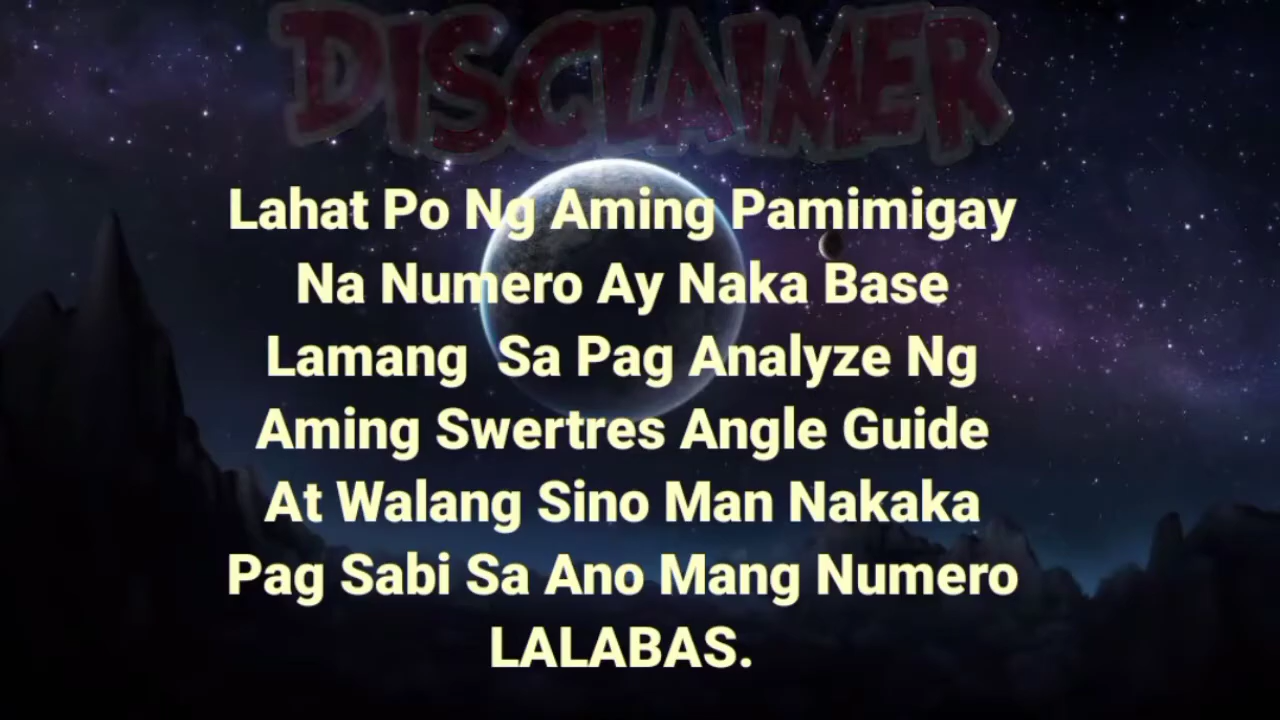 DISCLAIMER
Lahat Po Ng Aming Pamimigay
Na Numero Ay Naka Base
Lamang  Sa Pag Analyze Ng
Aming Swertres Angle Guide
At Walang Sino Man Nakaka
Pag Sabi Sa Ano Mang Numero
LALABAS.